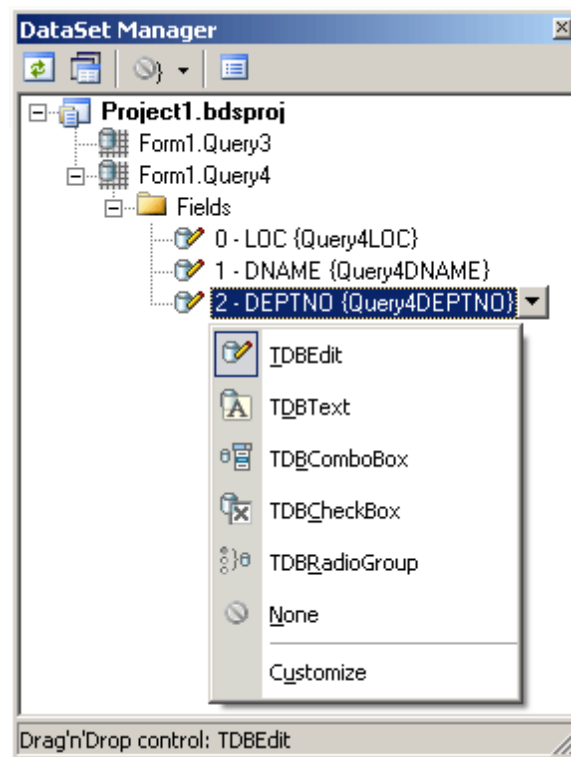 DataSet Manager
Project1.bdsproj
Form1.Query3
Form1.Query4
Fields
0 - LOC {Query4LOC}
1 - DNAME {Query4DNAME}
2 - DEPTNO {Query4DEPTNO}
TDBEdit
TDBText
TDBComboBox
TDBCheckBox
TDBRadioGroup
None
Customize
Drag'n'Drop control: TDBEdit